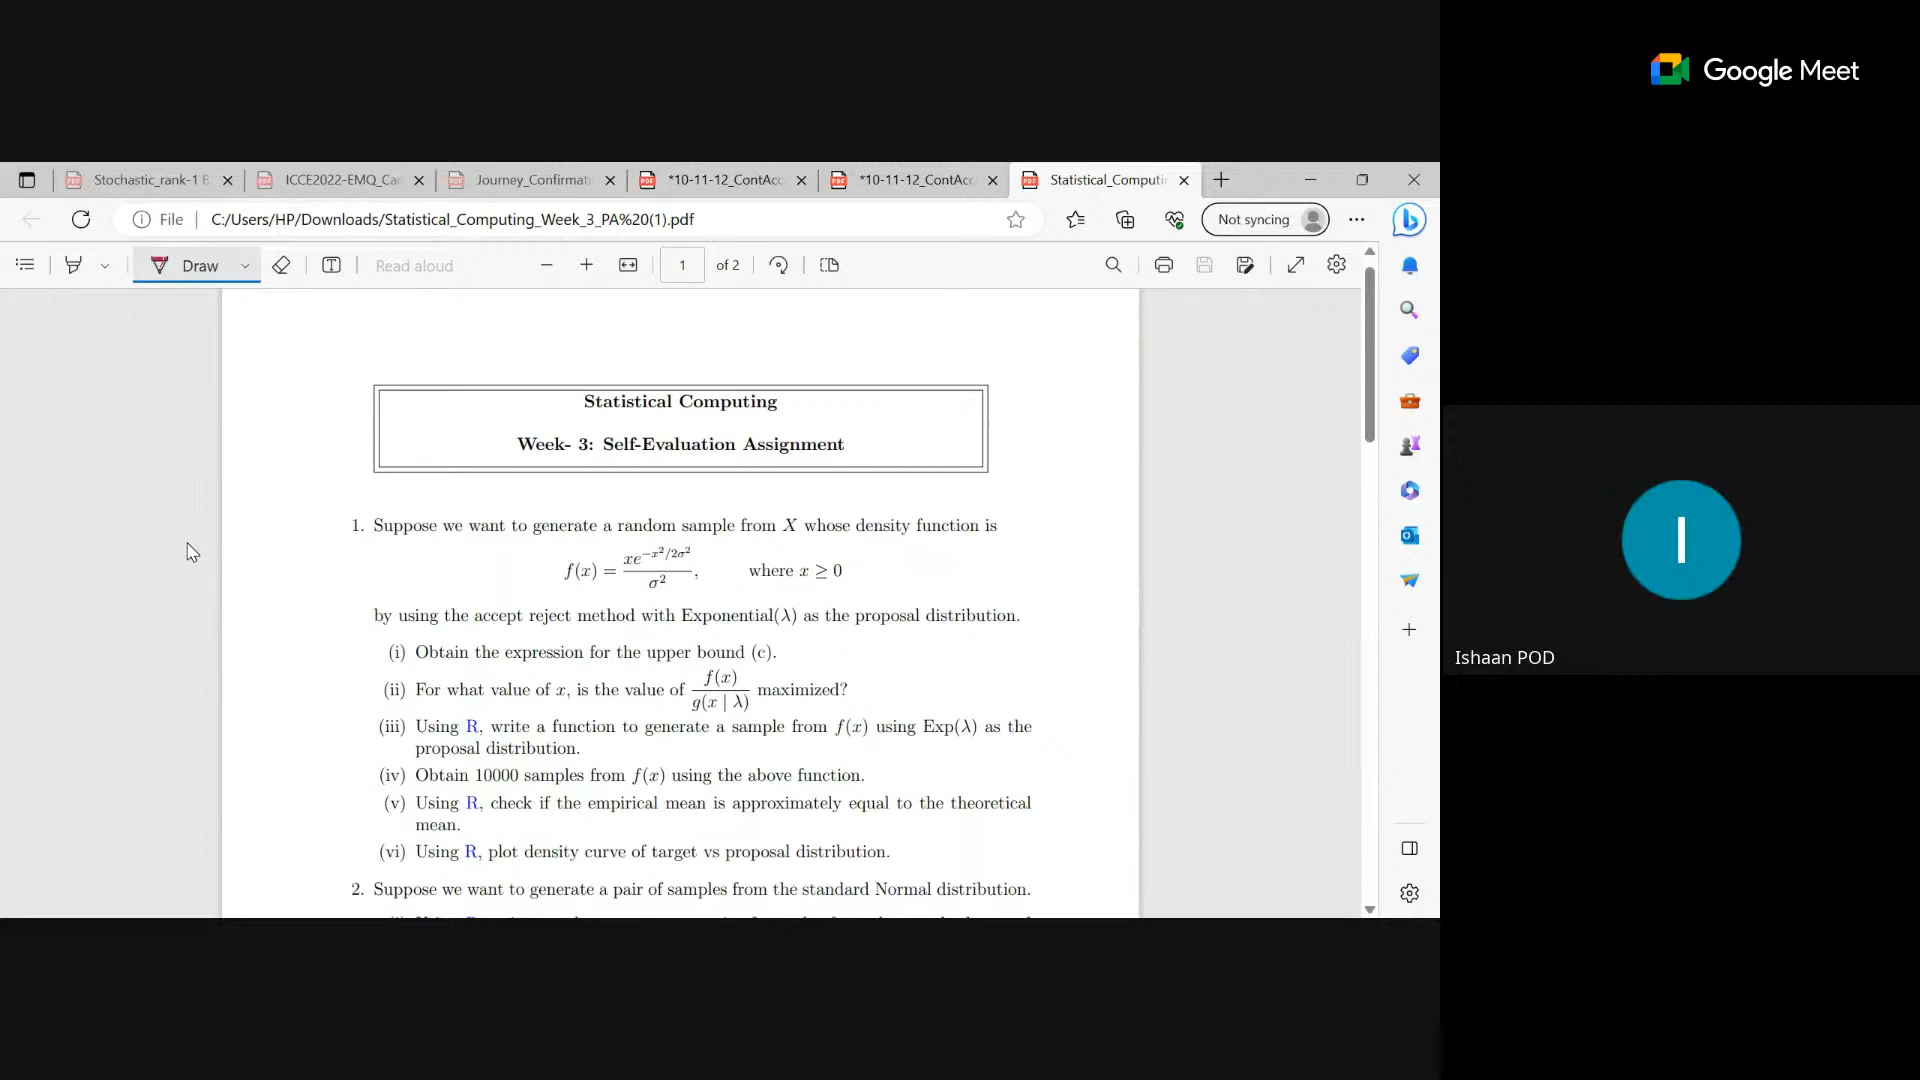 Google Meet
Stochastic_rank-1 B
ICCE2022-EMQ_Ca
Journey_Confirmati
*10-11-12_ContAcc
*10-11-12_ContAcc
Statistical_Computi
File
C:/Users/HP/Downloads/Statistical_Computing_Week_3_PA%20(1).pdf
Not syncing
Draw
Read aloud
1
of 2
Statistical Computing
Week- 3: Self-Evaluation Assignment
1. Suppose we want to generate a random sample from X whose density function is
f(x) = xe^{-x²/2σ²} / σ², where x ≥ 0
by using the accept reject method with Exponential(λ) as the proposal distribution.
(i) Obtain the expression for the upper bound (c).
(ii) For what value of x, is the value of f(x) / g(x | λ) maximized?
(iii) Using R, write a function to generate a sample from f(x) using Exp(λ) as the
proposal distribution.
(iv) Obtain 10000 samples from f(x) using the above function.
(v) Using R, check if the empirical mean is approximately equal to the theoretical
mean.
(vi) Using R, plot density curve of target vs proposal distribution.
2. Suppose we want to generate a pair of samples from the standard Normal distribution.
I
Ishaan POD